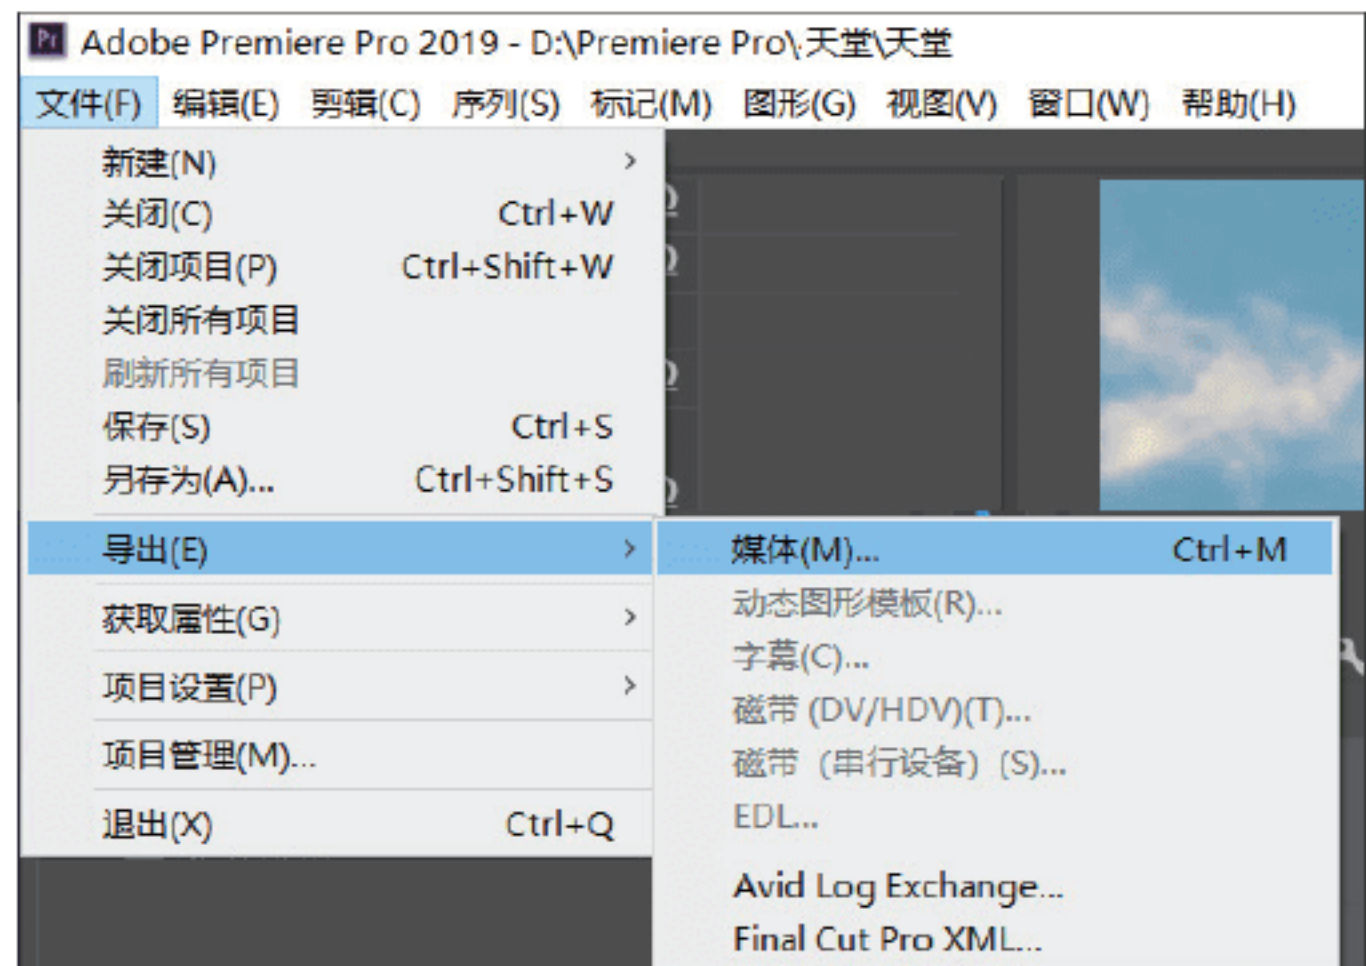 Pr Adobe Premiere Pro 2019 - D:\Premiere Pro\·天堂\天堂
文件(F) 编辑(E) 剪辑(C) 序列(S) 标记(M) 图形(G) 视图(V) 窗口(W) 帮助(H)
新建(N) >
关闭(C) Ctrl+W
关闭项目(P) Ctrl+Shift+W
关闭所有项目
刷新所有项目
保存(S) Ctrl+S
另存为(A)... Ctrl+Shift+S
导出(E) >
获取属性(G) >
项目设置(P) >
项目管理(M)...
退出(X) Ctrl+Q
媒体(M)... Ctrl+M
动态图形模板(R)...
字幕(C)...
磁带 (DV/HDV)(T)...
磁带（串行设备）(S)...
EDL...
Avid Log Exchange...
Final Cut Pro XML...